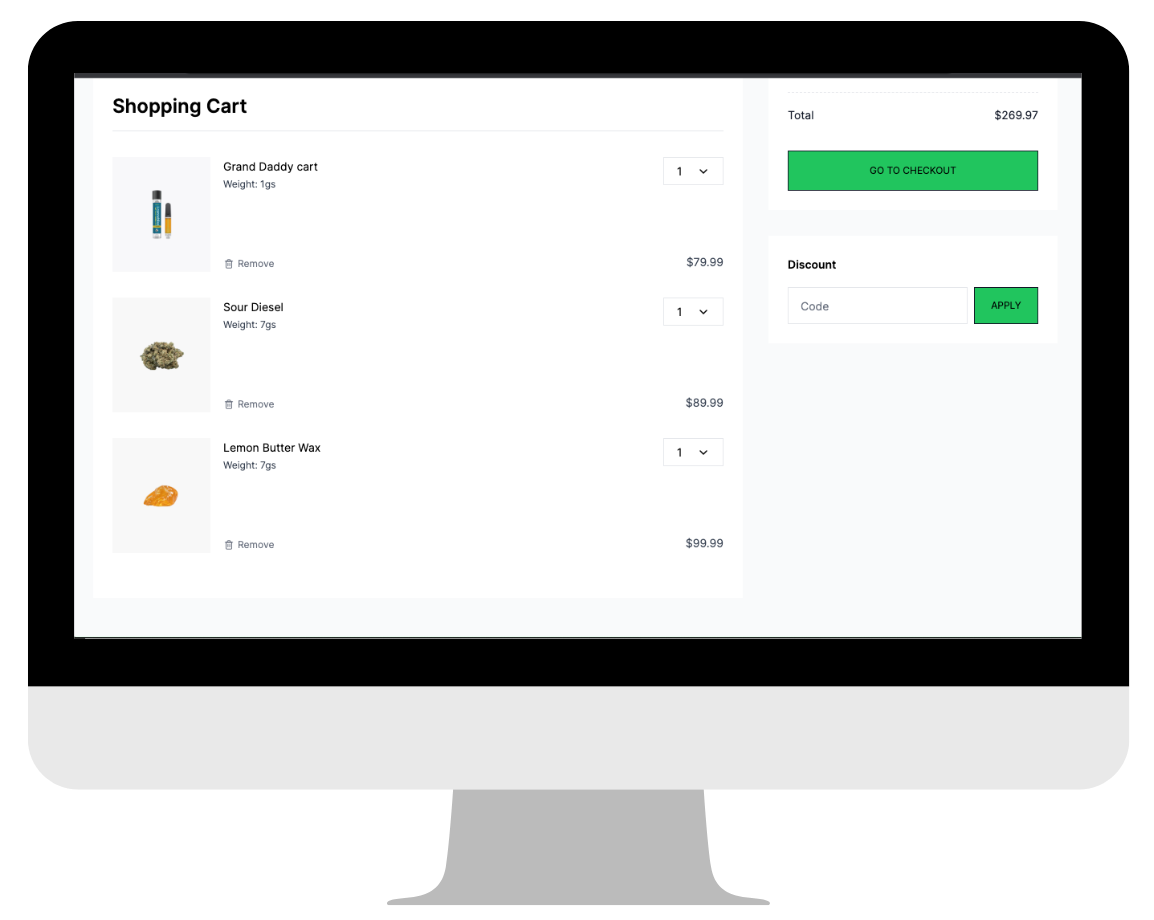 Shopping Cart
Grand Daddy cart
Weight: 1gs
1
Remove
$79.99
Sour Diesel
Weight: 7gs
1
Remove
$89.99
Lemon Butter Wax
Weight: 7gs
1
Remove
$99.99
Total $269.97
GO TO CHECKOUT
Discount
Code
APPLY